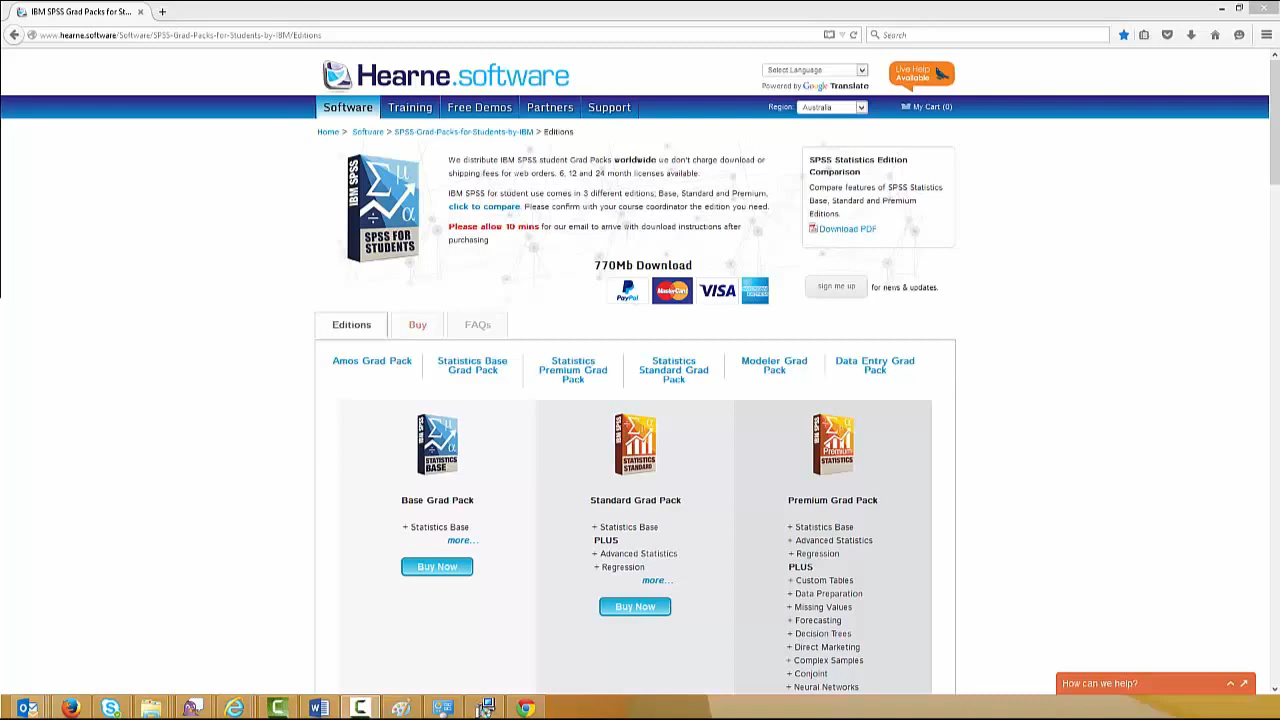 IBM SPSS Grad Packs for St...
www.hearne.software/Software/SPSS-Grad-Packs-for-Students-by-IBM/Editions
Search
Hearne.software
Select Language
Powered by Google Translate
Live Help
Available
Software Training Free Demos Partners Support
Region: Australia
My Cart (0)
Home > Software > SPSS-Grad-Packs-for-Students-by-IBM > Editions
IBM SPSS
Σ μ
÷ α
SPSS FOR
STUDENTS
We distribute IBM SPSS student Grad Packs worldwide we don't charge download or
shipping fees for web orders. 6, 12 and 24 month licenses available.
IBM SPSS for student use comes in 3 different editions; Base, Standard and Premium,
click to compare. Please confirm with your course coordinator the edition you need.
Please allow 10 mins for our email to arrive with download instructions after
purchasing
770Mb Download
PayPal MasterCard VISA AMERICAN EXPRESS
SPSS Statistics Edition
Comparison
Compare features of SPSS Statistics
Base, Standard and Premium
Editions.
Download PDF
sign me up for news & updates.
Editions Buy FAQs
Amos Grad Pack
Statistics Base
Grad Pack
Statistics
Premium Grad
Pack
Statistics
Standard Grad
Pack
Modeler Grad
Pack
Data Entry Grad
Pack
IBM SPSS
STATISTICS
BASE
Base Grad Pack
+ Statistics Base
more...
Buy Now
IBM SPSS
STATISTICS
STANDARD
Standard Grad Pack
+ Statistics Base
PLUS
+ Advanced Statistics
+ Regression
more...
Buy Now
IBM SPSS
Premium
STATISTICS
Premium Grad Pack
+ Statistics Base
+ Advanced Statistics
+ Regression
PLUS
+ Custom Tables
+ Data Preparation
+ Missing Values
+ Forecasting
+ Decision Trees
+ Direct Marketing
+ Complex Samples
+ Conjoint
+ Neural Networks
How can we help?